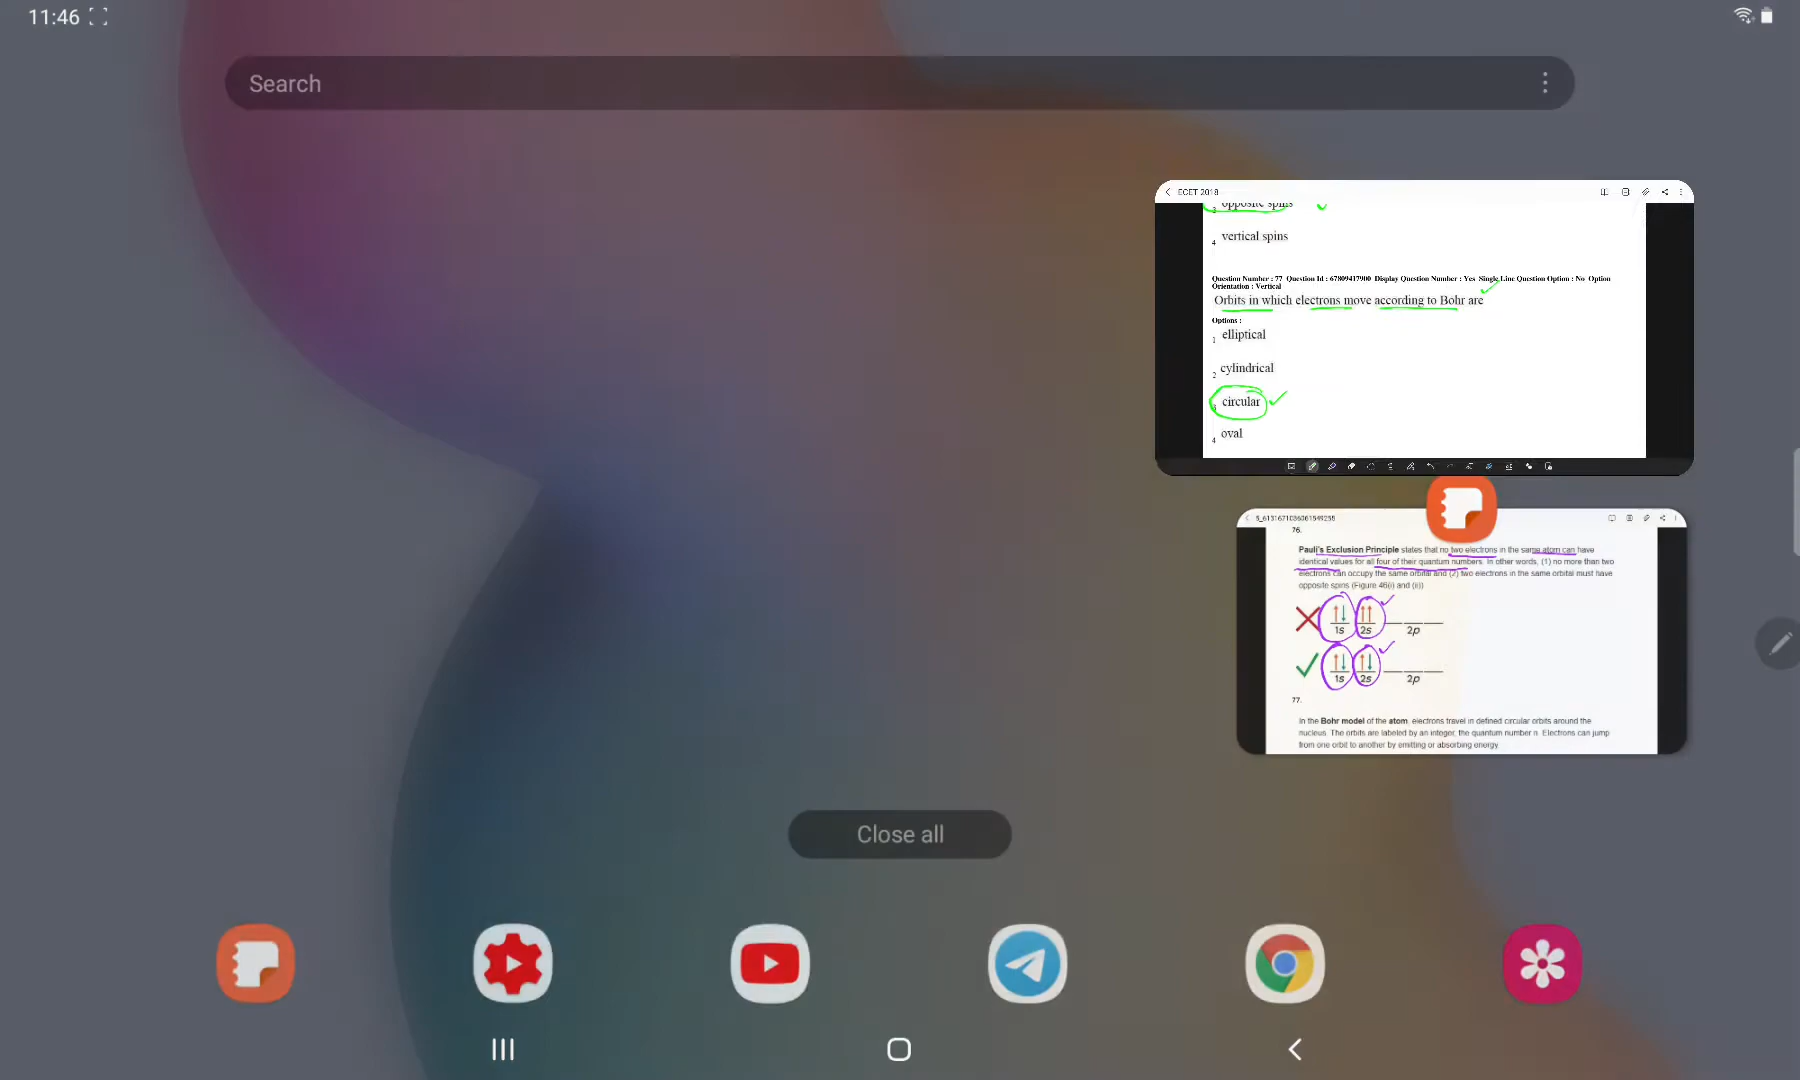 11:46
Search
ECET 2018
3 opposite spins
4 vertical spins
Question Number : 77 Question Id : 67809417900 Display Question Number : Yes Single Line Question Option : No Option
Orientation : Vertical
Orbits in which electrons move according to Bohr are
Options :
1 elliptical
2 cylindrical
3 circular
4 oval
5_6131671036061549255
76.
Pauli's Exclusion Principle states that no two electrons in the same atom can have
identical values for all four of their quantum numbers. In other words, (1) no more than two
electrons can occupy the same orbital and (2) two electrons in the same orbital must have
opposite spins (Figure 46(i) and (ii))
1s 2s 2p
1s 2s 2p
77.
In the Bohr model of the atom, electrons travel in defined circular orbits around the
nucleus. The orbits are labeled by an integer, the quantum number n. Electrons can jump
from one orbit to another by emitting or absorbing energy.
Close all